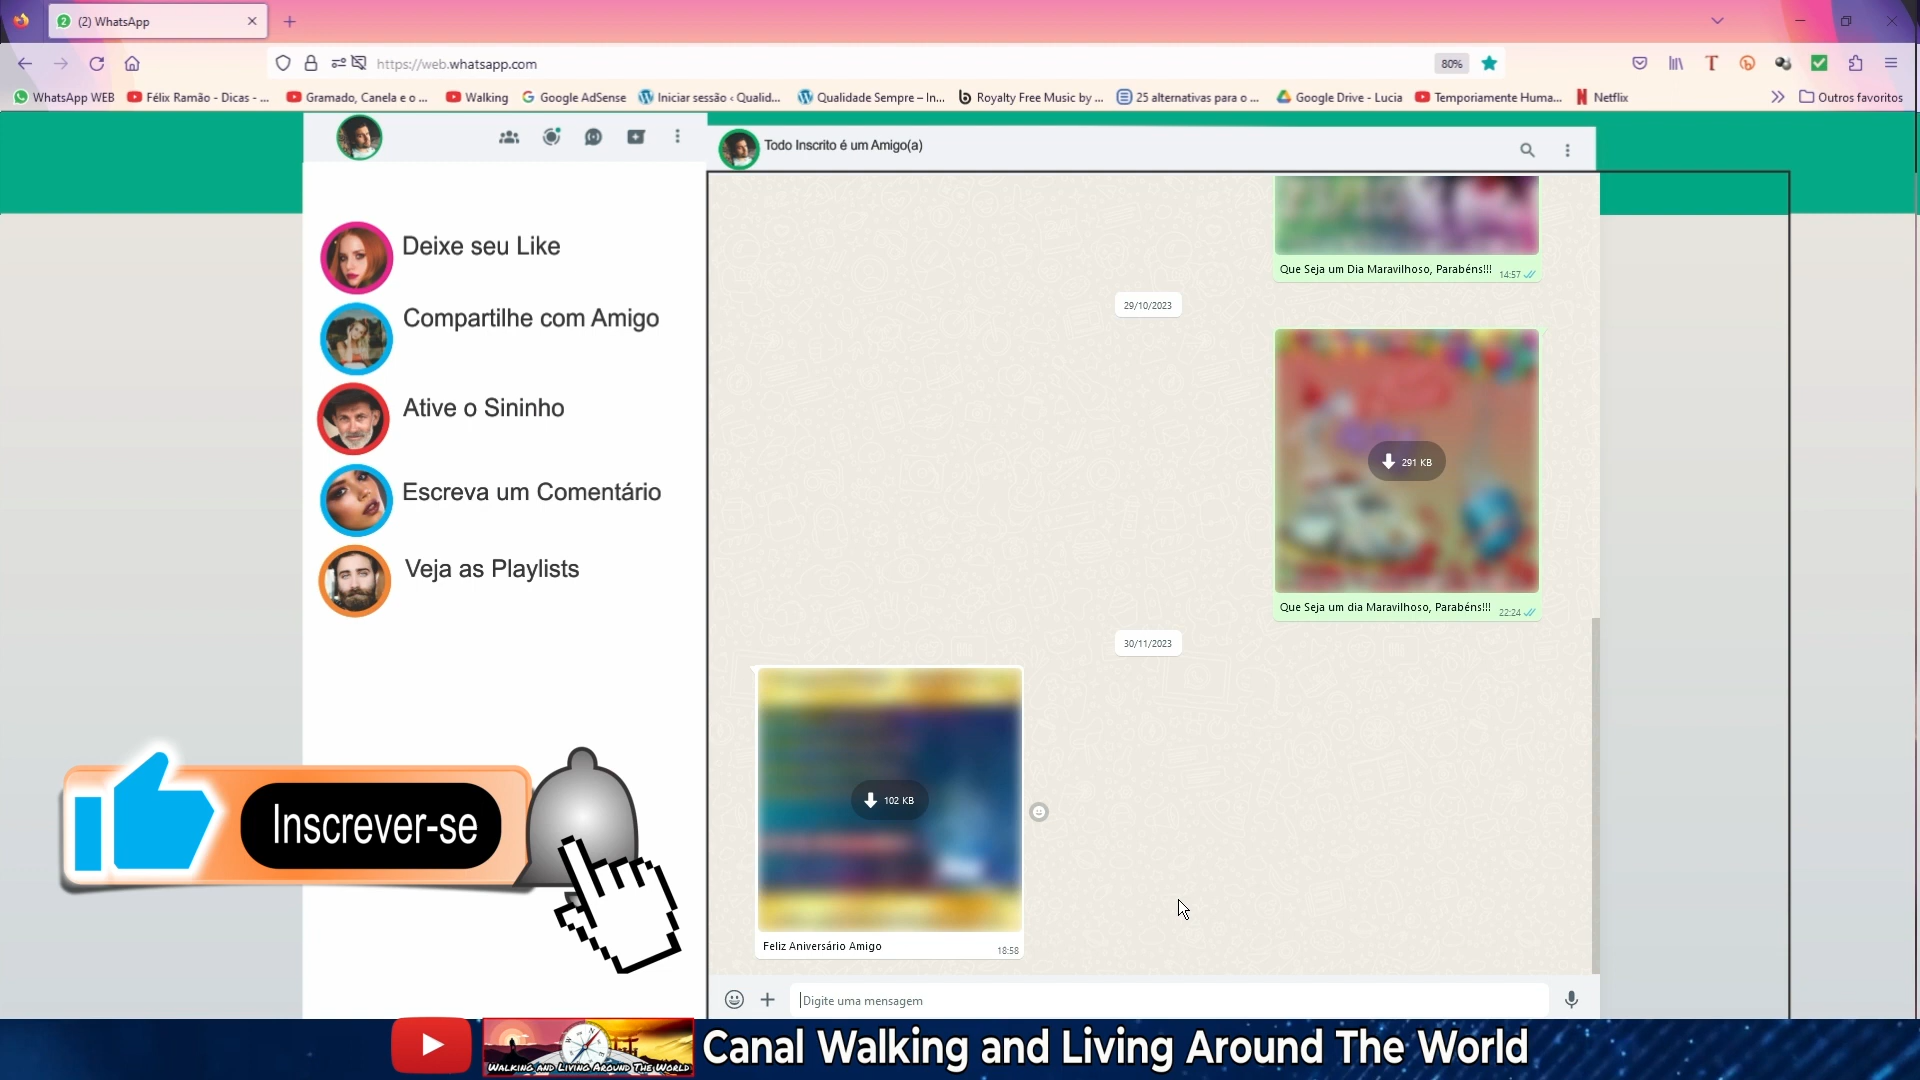 (2) WhatsApp
https://web.whatsapp.com
80%
WhatsApp WEB
Félix Ramão - Dicas - ...
Gramado, Canela e o ...
Walking
Google AdSense
Iniciar sessão ‹ Qualid...
Qualidade Sempre – In...
Royalty Free Music by ...
25 alternativas para o ...
Google Drive - Lucia
Temporiamente Huma...
Netflix
Outros favoritos
Todo Inscrito é um Amigo(a)
Deixe seu Like
Compartilhe com Amigo
Ative o Sininho
Escreva um Comentário
Veja as Playlists
Que Seja um Dia Maravilhoso, Parabéns!!!
14:57
29/10/2023
291 KB
Que Seja um dia Maravilhoso, Parabéns!!!
22:24
30/11/2023
102 KB
Feliz Aniversário Amigo
18:58
Digite uma mensagem
Inscrever-se
Walking and Living Around The World
Canal Walking and Living Around The World